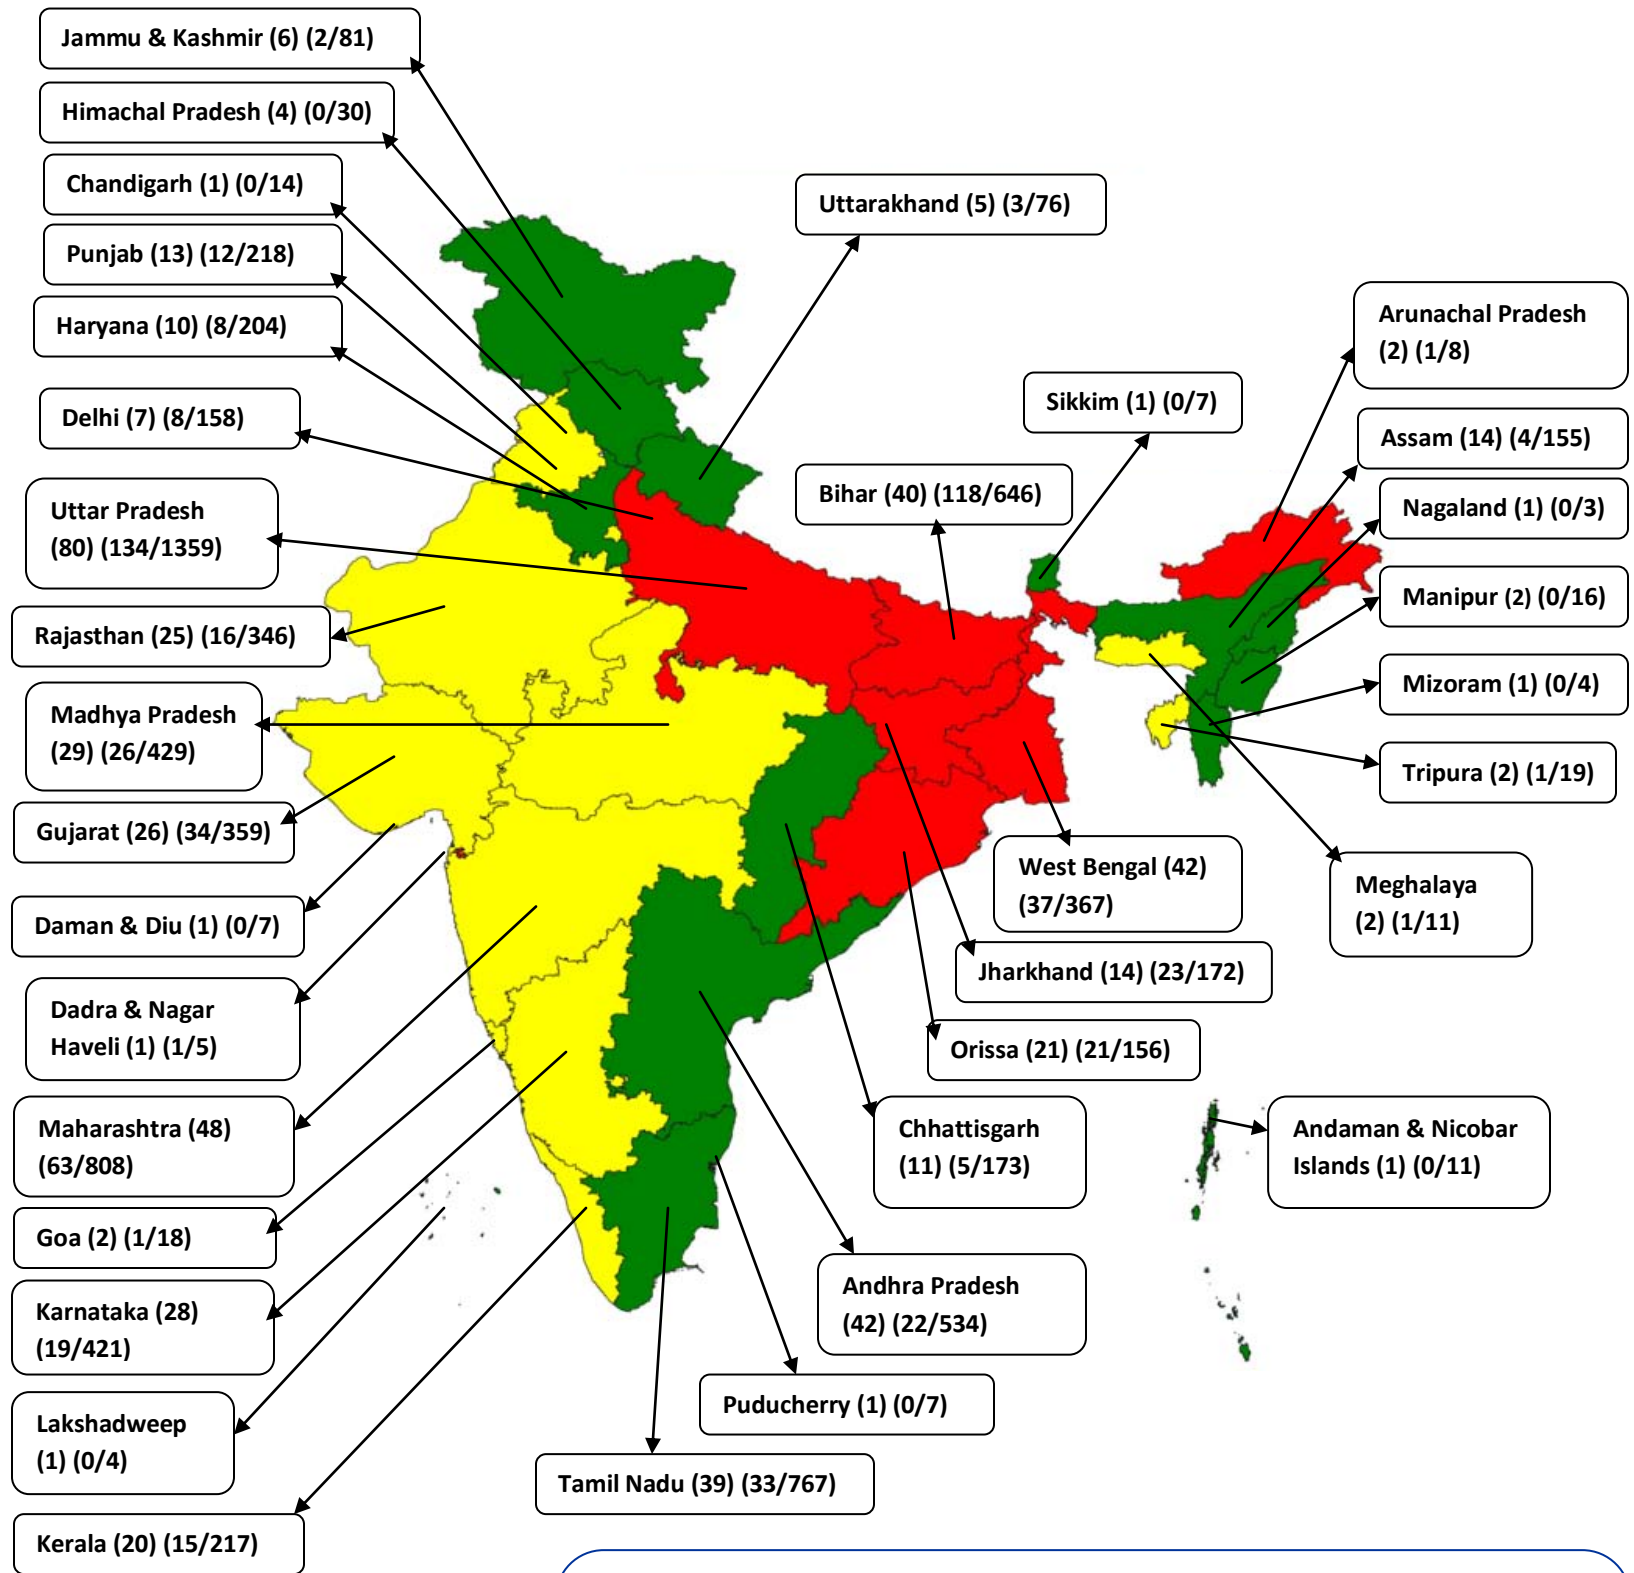 Jammu & Kashmir (6) (2/81)
Himachal Pradesh (4) (0/30)
Chandigarh (1) (0/14)
Punjab (13) (12/218)
Haryana (10) (8/204)
Delhi (7) (8/158)
Uttar Pradesh
(80) (134/1359)
Rajasthan (25) (16/346)
Madhya Pradesh
(29) (26/429)
Gujarat (26) (34/359)
Daman & Diu (1) (0/7)
Dadra & Nagar
Haveli (1) (1/5)
Maharashtra (48)
(63/808)
Goa (2) (1/18)
Karnataka (28)
(19/421)
Lakshadweep
(1) (0/4)
Kerala (20) (15/217)
Uttarakhand (5) (3/76)
Bihar (40) (118/646)
Sikkim (1) (0/7)
Arunachal Pradesh
(2) (1/8)
Assam (14) (4/155)
Nagaland (1) (0/3)
Manipur (2) (0/16)
Mizoram (1) (0/4)
Tripura (2) (1/19)
Meghalaya
(2) (1/11)
West Bengal (42)
(37/367)
Jharkhand (14) (23/172)
Orissa (21) (21/156)
Chhattisgarh
(11) (5/173)
Andaman & Nicobar
Islands (1) (0/11)
Andhra Pradesh
(42) (22/534)
Puducherry (1) (0/7)
Tamil Nadu (39) (33/767)